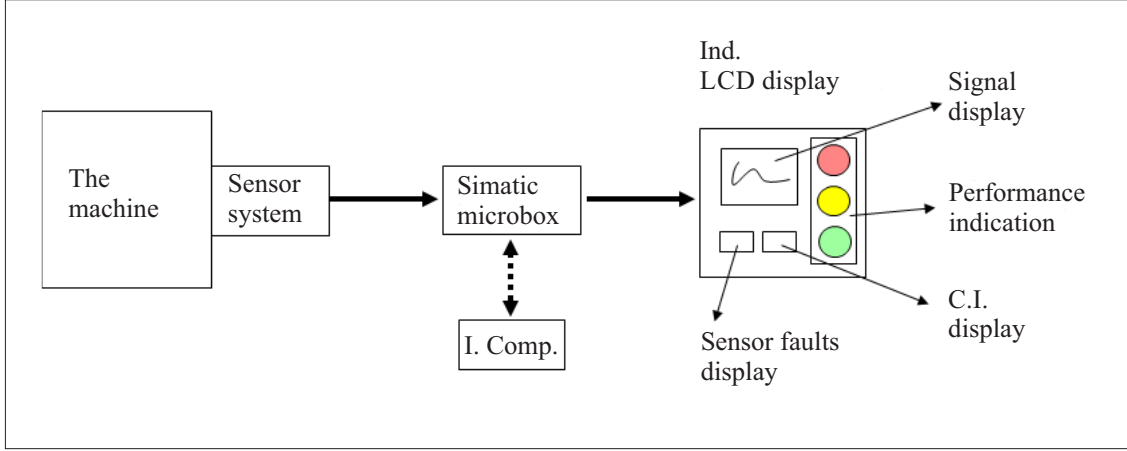 The
machine
Sensor
system
Simatic
microbox
I. Comp.
Ind.
LCD display
Signal
display
Performance
indication
C.I.
display
Sensor faults
display